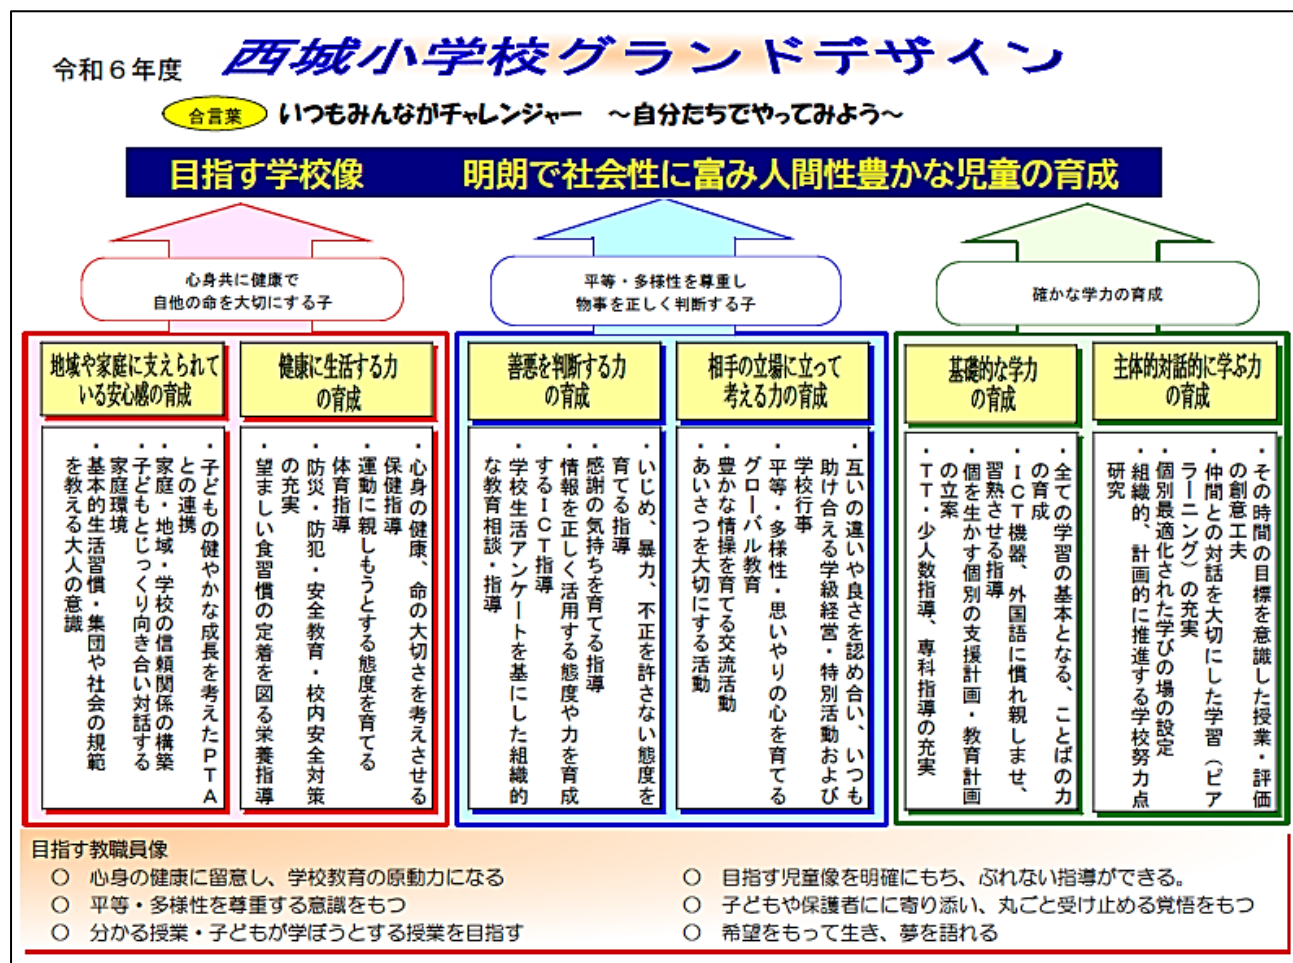 令和６年度
西城小学校グランドデザイン
合言葉
いつもみんながチャレンジャー　～自分たちでやってみよう～
目指す学校像　明朗で社会性に富み人間性豊かな児童の育成
心身共に健康で
自他の命を大切にする子
平等・多様性を尊重し
物事を正しく判断する子
確かな学力の育成
地域や家庭に支えられて
いる安心感の育成
・子どもの健やかな成長を考えたＰＴＡ
との連携
・家庭・地域・学校の信頼関係の構築
・子どもとじっくり向き合い対話する
家庭環境
・基本的生活習慣・集団や社会の規範
を教える大人の意識
健康に生活する力
の育成
・心身の健康、命の大切さを考えさせる
保健指導
・運動に親しもうとする態度を育てる
体育指導
・防災・防犯・安全教育・校内安全対策
の充実
・望ましい食習慣の定着を図る栄養指導
善悪を判断する力
の育成
・いじめ、暴力、不正を許さない態度を
育てる指導
・感謝の気持ちを育てる指導
・情報を正しく活用する態度や力を育成
するＩＣＴ指導
・学校生活アンケートを基にした組織的
な教育相談・指導
相手の立場に立って
考える力の育成
・互いの違いや良さを認め合い、いつも
助け合える学級経営・特別活動および
学校行事
・平等・多様性・思いやりの心を育てる
グローバル教育
・豊かな情操を育てる交流活動
・あいさつを大切にする活動
基礎的な学力
の育成
・全ての学習の基本となる、ことばの力
の育成
・ＩＣＴ機器、外国語に慣れ親しませ、
習熟させる指導
・個を生かす個別の支援計画・教育計画
の立案
・ＴＴ・少人数指導、専科指導の充実
主体的対話的に学ぶ力
の育成
・その時間の目標を意識した授業・評価
の創意工夫
・仲間との対話を大切にした学習（ピア
ラーニング）の充実
・個別最適化された学びの場の設定
・組織的、計画的に推進する学校努力点
研究
目指す教職員像
○　心身の健康に留意し、学校教育の原動力になる
○　平等・多様性を尊重する意識をもつ
○　分かる授業・子どもが学ぼうとする授業を目指す
○　目指す児童像を明確にもち、ぶれない指導ができる。
○　子どもや保護者にに寄り添い、丸ごと受け止める覚悟をもつ
○　希望をもって生き、夢を語れる